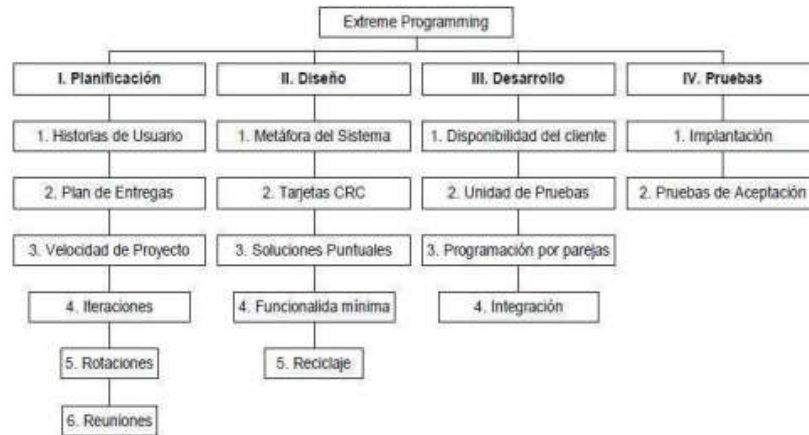 Extreme Programming
I. Planificación
II. Diseño
III. Desarrollo
IV. Pruebas
1. Historias de Usuario
1. Metáfora del Sistema
1. Disponibilidad del cliente
1. Implantación
2. Plan de Entregas
2. Tarjetas CRC
2. Unidad de Pruebas
2. Pruebas de Aceptación
3. Velocidad de Proyecto
3. Soluciones Puntuales
3. Programación por parejas
4. Iteraciones
4. Funcionalida mínima
4. Integración
5. Rotaciones
5. Reciclaje
6. Reuniones